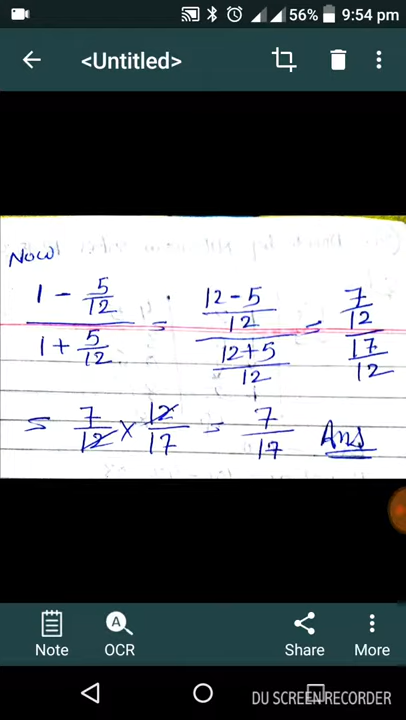 56% 9:54 pm
<Untitled>
Now
1 - 5/12 / 1 + 5/12 = 12-5/12 / 12+5/12 = 7/12 / 17/12
= 7/12 × 12/17 = 7/17 Ans
Note OCR Share More
DU SCREEN RECORDER